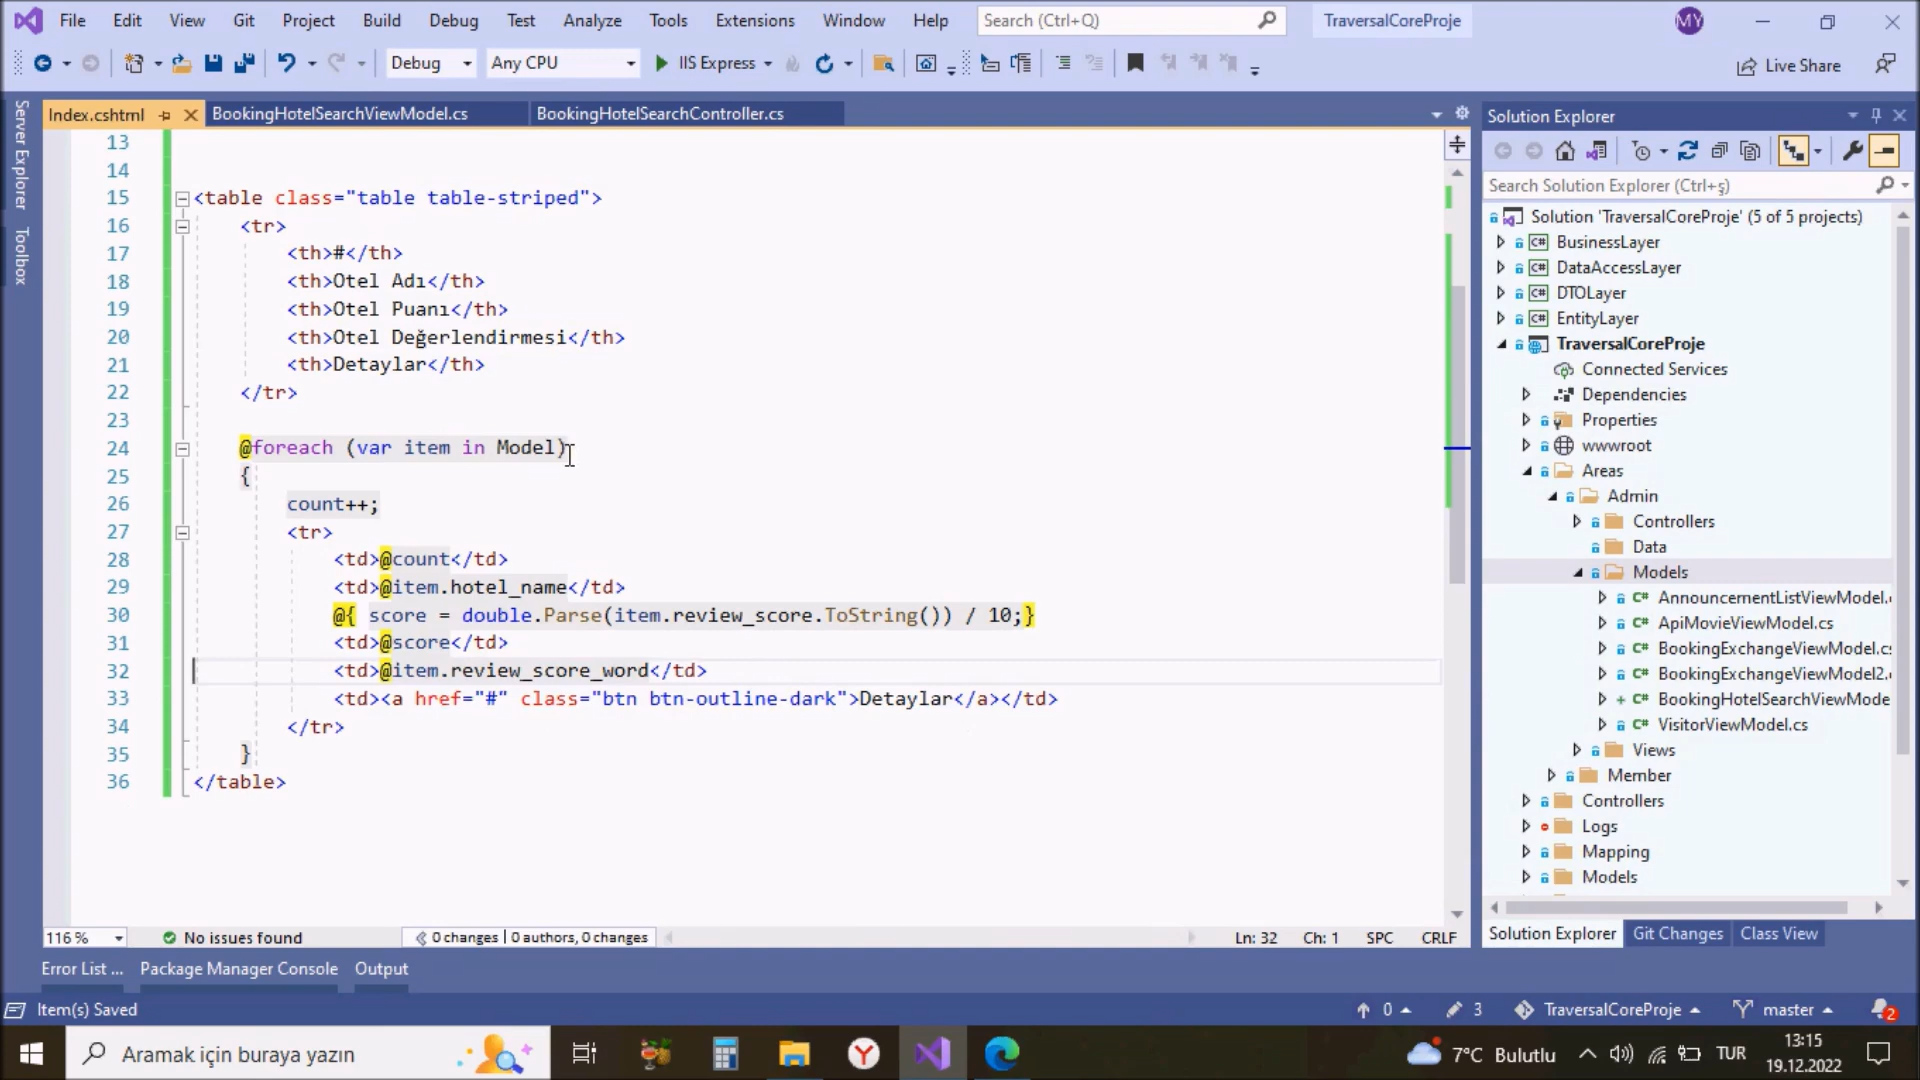 File Edit View Git Project Build Debug Test Analyze Tools Extensions Window Help Search (Ctrl+Q) TraversalCoreProje MY
Debug Any CPU IIS Express Live Share
Server Explorer
Toolbox
Index.cshtml BookingHotelSearchViewModel.cs BookingHotelSearchController.cs
13
14
15 <table class="table table-striped">
16 <tr>
17 <th>#</th>
18 <th>Otel Adı</th>
19 <th>Otel Puanı</th>
20 <th>Otel Değerlendirmesi</th>
21 <th>Detaylar</th>
22 </tr>
23
24 @foreach (var item in Model)
25 {
26 count++;
27 <tr>
28 <td>@count</td>
29 <td>@item.hotel_name</td>
30 @{ score = double.Parse(item.review_score.ToString()) / 10;}
31 <td>@score</td>
32 <td>@item.review_score_word</td>
33 <td><a href="#" class="btn btn-outline-dark">Detaylar</a></td>
34 </tr>
35 }
36 </table>
116 % No issues found 0 changes | 0 authors, 0 changes Ln: 32 Ch: 1 SPC CRLF
Solution Explorer
Search Solution Explorer (Ctrl+ş)
Solution 'TraversalCoreProje' (5 of 5 projects)
BusinessLayer
DataAccessLayer
DTOLayer
EntityLayer
TraversalCoreProje
Connected Services
Dependencies
Properties
wwwroot
Areas
Admin
Controllers
Data
Models
AnnouncementListViewModel.
ApiMovieViewModel.cs
BookingExchangeViewModel.cs
BookingExchangeViewModel2.
BookingHotelSearchViewMode
VisitorViewModel.cs
Views
Member
Controllers
Logs
Mapping
Models
Solution Explorer Git Changes Class View
Error List ... Package Manager Console Output
Item(s) Saved 0 3 TraversalCoreProje master 2
Aramak için buraya yazın 7°C Bulutlu TUR 13:15
19.12.2022